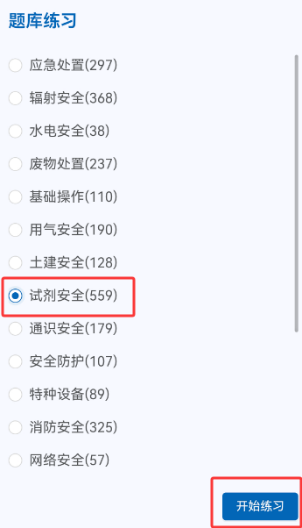 题库练习
应急处置(297)
辐射安全(368)
水电安全(38)
废物处置(237)
基础操作(110)
用气安全(190)
土建安全(128)
试剂安全(559)
通识安全(179)
安全防护(107)
特种设备(89)
消防安全(325)
网络安全(57)
开始练习